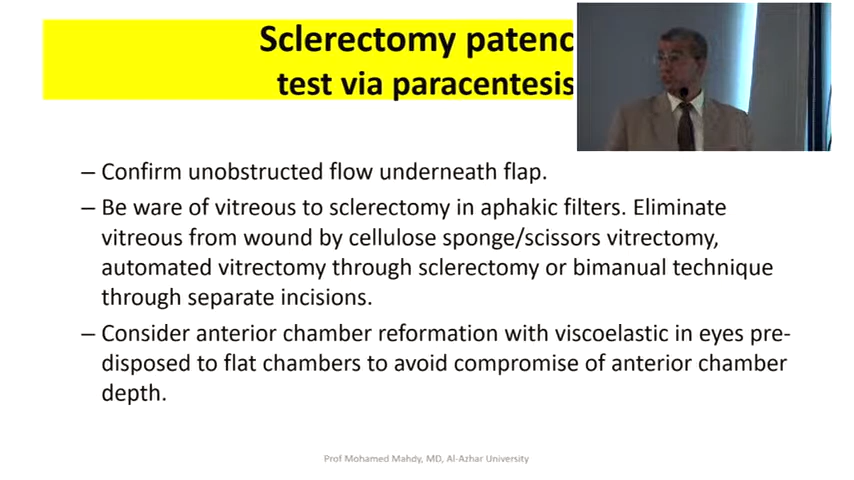 Sclerectomy patenc
test via paracentesis
– Confirm unobstructed flow underneath flap.
– Be ware of vitreous to sclerectomy in aphakic filters. Eliminate
vitreous from wound by cellulose sponge/scissors vitrectomy,
automated vitrectomy through sclerectomy or bimanual technique
through separate incisions.
– Consider anterior chamber reformation with viscoelastic in eyes pre-
disposed to flat chambers to avoid compromise of anterior chamber
depth.
Prof Mohamed Mahdy, MD, Al-Azhar University